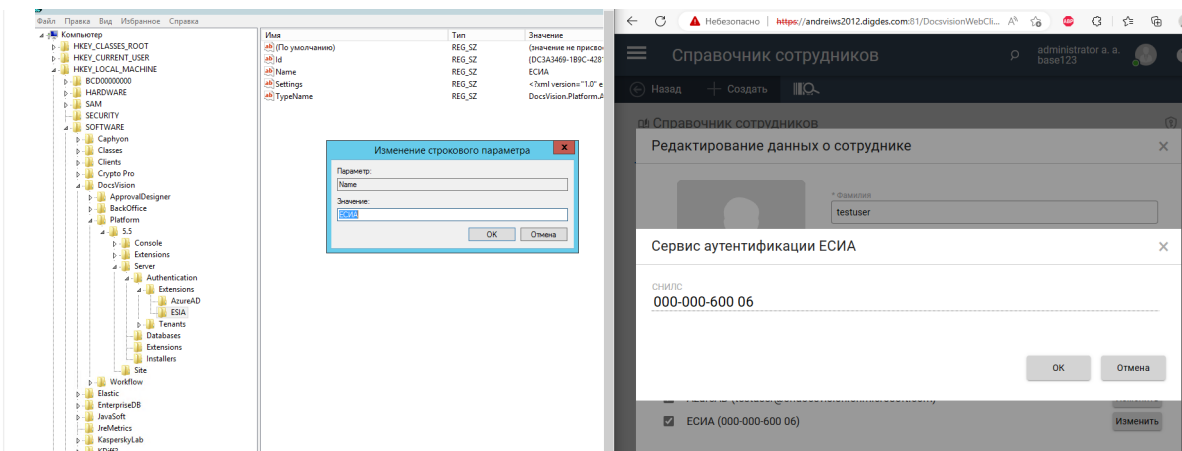 Файл Правка Вид Избранное Справка
Компьютер
HKEY_CLASSES_ROOT
HKEY_CURRENT_USER
HKEY_LOCAL_MACHINE
BCD00000000
HARDWARE
SAM
SECURITY
SOFTWARE
Caphyon
Classes
Clients
Crypto Pro
DocsVision
ApprovalDesigner
BackOffice
Platform
5.5
Console
Extensions
Server
Authentication
Extensions
AzureAD
ESIA
Tenants
Databases
Extensions
Installers
Site
Workflow
Elastic
EnterpriseDB
JavaSoft
JreMetrics
KasperskyLab
KDiff3
Имя Тип Значение
(По умолчанию) REG_SZ (значение не присво
Id REG_SZ {DC3A3469-1B9C-428
Name REG_SZ ЕСИА
Settings REG_SZ <?xml version="1.0" e
TypeName REG_SZ DocsVision.Platform.A
Изменение строкового параметра
Параметр:
Name
Значение:
ЕСИА
OK Отмена
Небезопасно https://andreiws2012.digdes.com:81/DocsvisionWebCli...
Справочник сотрудников administrator a. a.
base123
Назад Создать
Справочник сотрудников
Редактирование данных о сотруднике
* Фамилия
testuser
Сервис аутентификации ЕСИА
СНИЛС
000-000-600 06
ОК Отмена
ЕСИА (000-000-600 06) Изменить